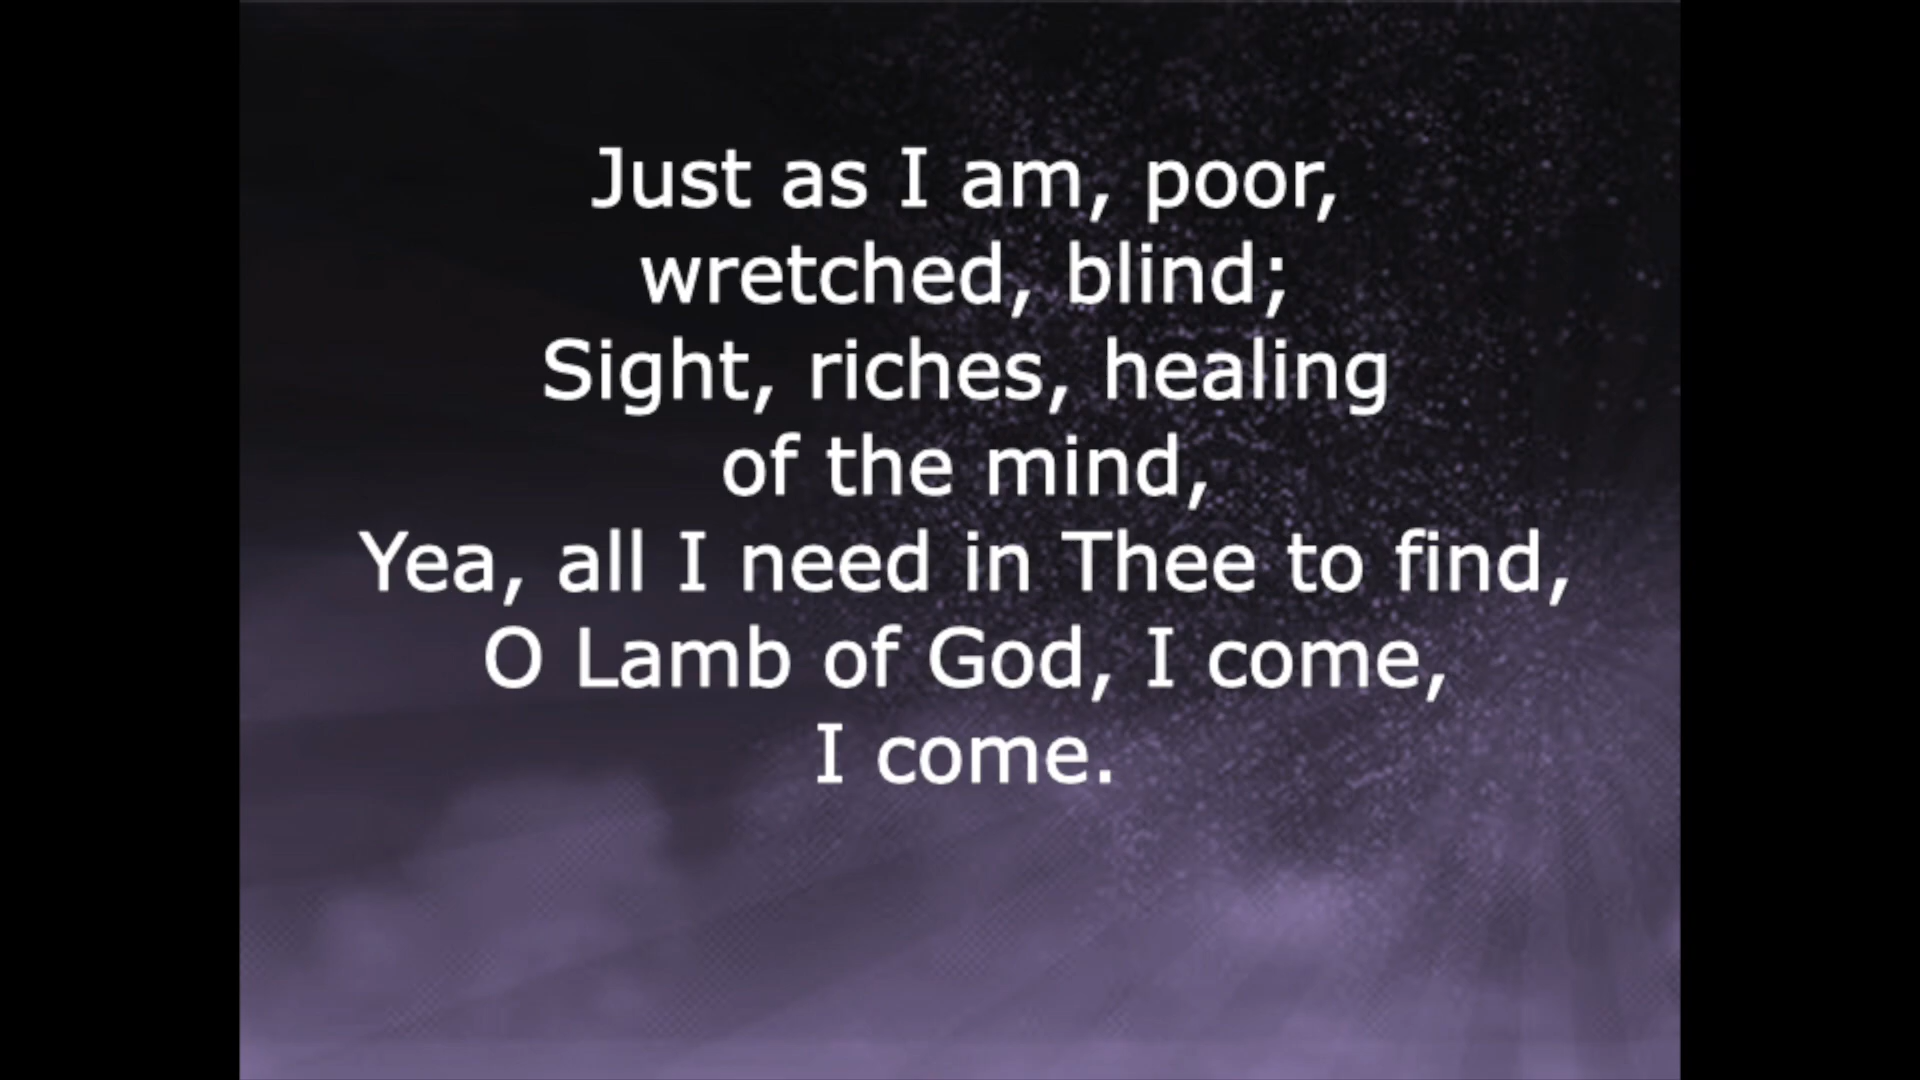 Just as I am, poor,
wretched, blind;
Sight, riches, healing
of the mind,
Yea, all I need in Thee to find,
O Lamb of God, I come,
I come.